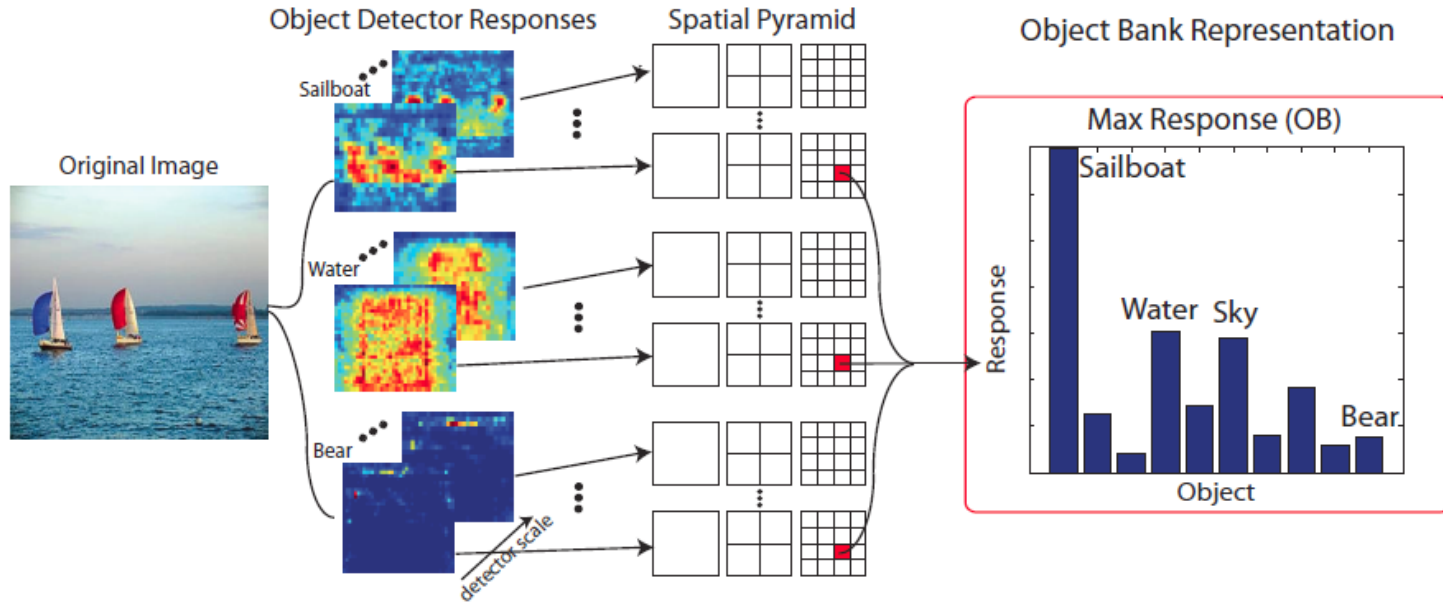 Object Detector Responses
Spatial Pyramid
Object Bank Representation
Original Image
Sailboat
Water
Bear
detector scale
Max Response (OB)
Sailboat
Water
Sky
Bear
Response
Object